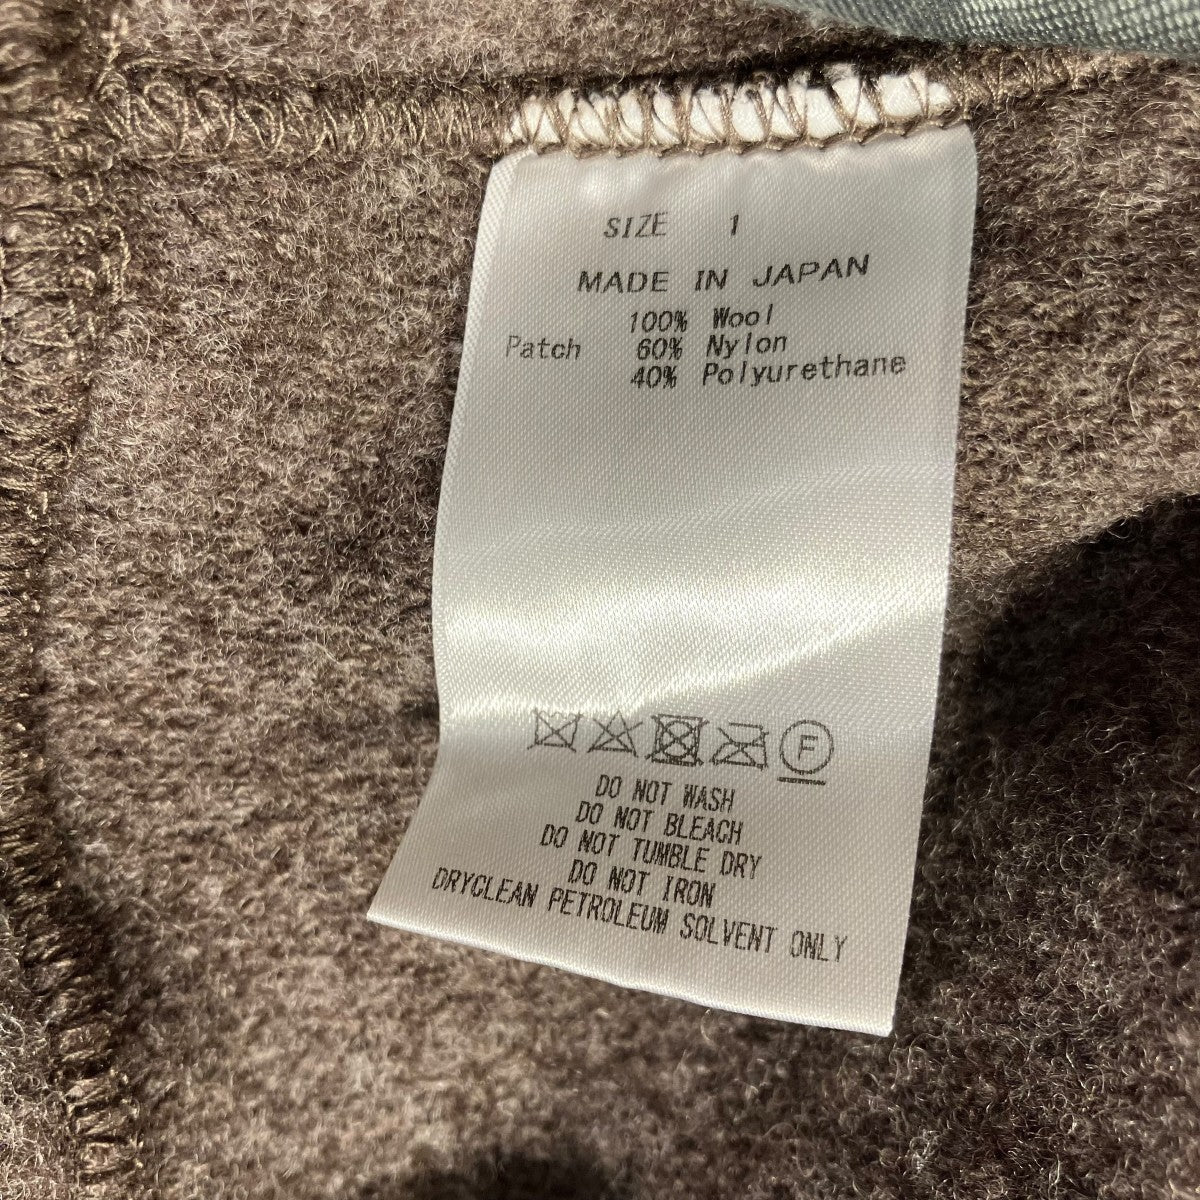 SIZE 1
MADE IN JAPAN
100% Wool
Patch 60% Nylon
40% Polyurethane
F
DO NOT WASH
DO NOT BLEACH
DO NOT TUMBLE DRY
DO NOT IRON
DRYCLEAN PETROLEUM SOLVENT ONLY